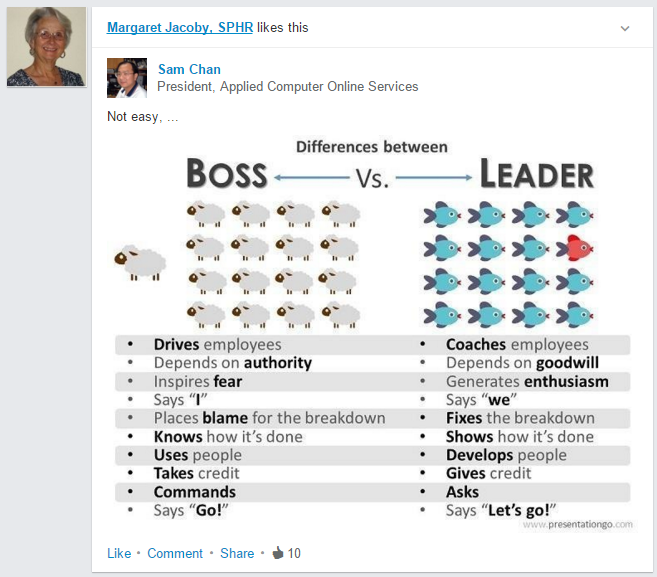 Margaret Jacoby, SPHR likes this
Sam Chan
President, Applied Computer Online Services
Not easy, ...
Differences between
BOSS Vs. LEADER
• Drives employees
• Depends on authority
• Inspires fear
• Says “I”
• Places blame for the breakdown
• Knows how it’s done
• Uses people
• Takes credit
• Commands
• Says “Go!”
• Coaches employees
• Depends on goodwill
• Generates enthusiasm
• Says “we”
• Fixes the breakdown
• Shows how it’s done
• Develops people
• Gives credit
• Asks
• Says “Let’s go!”
www.presentationgo.com
Like • Comment • Share • 10